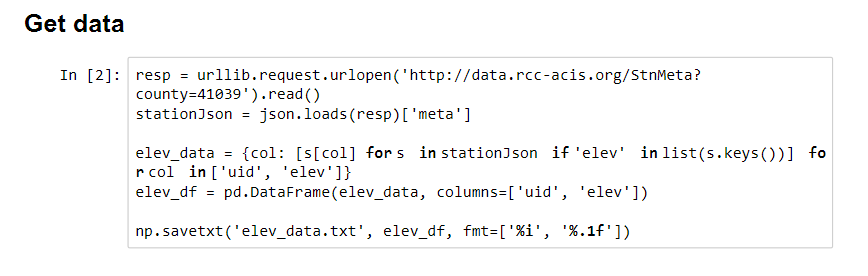 Get data
In [2]: resp = urllib.request.urlopen('http://data.rcc-acis.org/StnMeta?
county=41039').read()
stationJson = json.loads(resp)['meta']
elev_data = {col: [s[col] for s in stationJson if 'elev' in list(s.keys())] fo
r col in ['uid', 'elev']}
elev_df = pd.DataFrame(elev_data, columns=['uid', 'elev'])
np.savetxt('elev_data.txt', elev_df, fmt=['%i', '%.1f'])